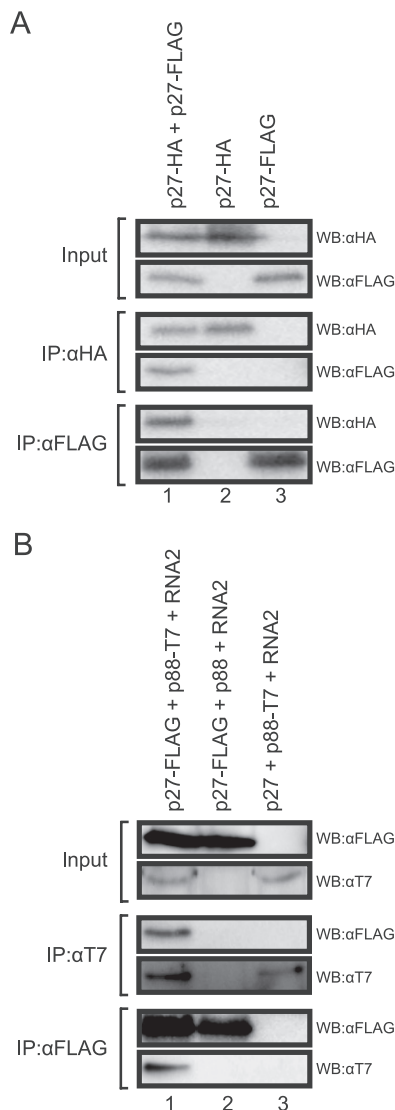 A
p27-HA + p27-FLAG
p27-HA
p27-FLAG
Input
WB:αHA
WB:αFLAG
IP:αHA
WB:αHA
WB:αFLAG
IP:αFLAG
WB:αHA
WB:αFLAG
1 2 3
B
p27-FLAG + p88-T7 + RNA2
p27-FLAG + p88 + RNA2
p27 + p88-T7 + RNA2
Input
WB:αFLAG
WB:αT7
IP:αT7
WB:αFLAG
WB:αT7
IP:αFLAG
WB:αFLAG
WB:αT7
1 2 3